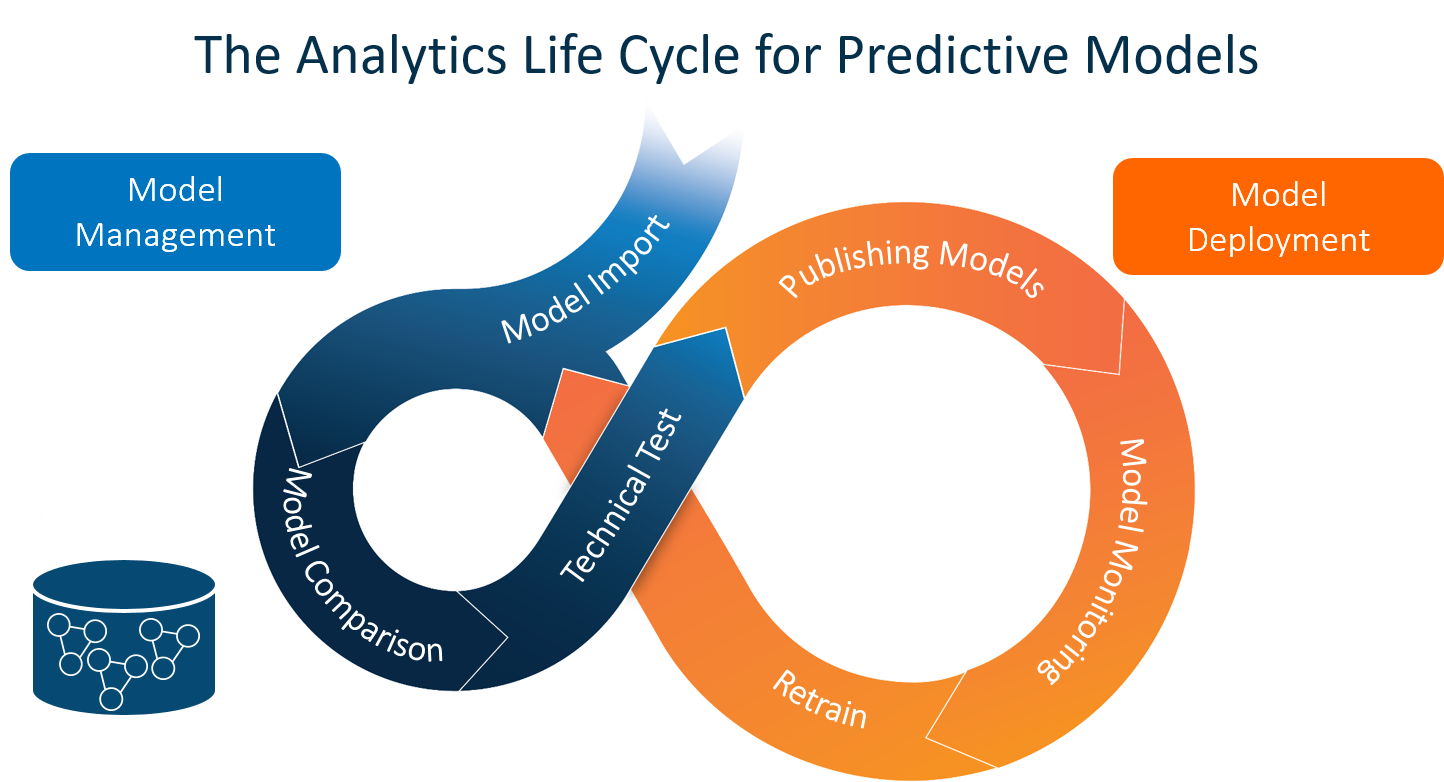 The Analytics Life Cycle for Predictive Models
Model
Management
Model
Deployment
Model Import
Publishing Models
Technical Test
Model Comparison
Model Monitoring
Retrain